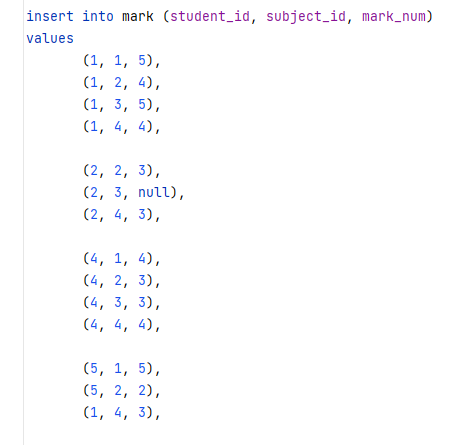 insert into mark (student_id, subject_id, mark_num)
values
(1, 1, 5),
(1, 2, 4),
(1, 3, 5),
(1, 4, 4),
(2, 2, 3),
(2, 3, null),
(2, 4, 3),
(4, 1, 4),
(4, 2, 3),
(4, 3, 3),
(4, 4, 4),
(5, 1, 5),
(5, 2, 2),
(1, 4, 3),